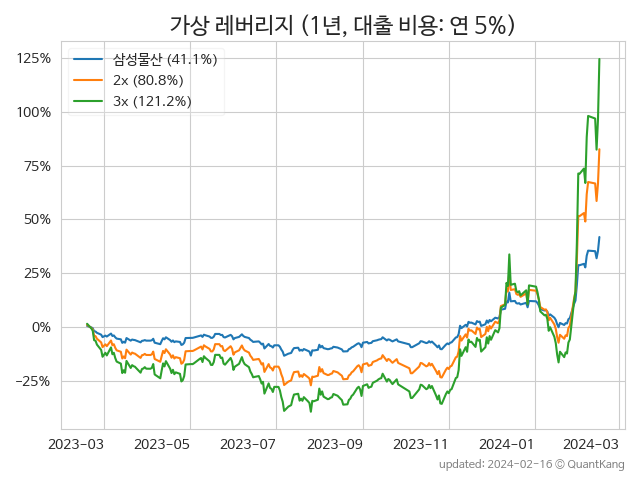 가상 레버리지 (1년, 대출 비용: 연 5%)
125%
100%
75%
50%
25%
0%
−25%
삼성물산 (41.1%)
2x (80.8%)
3x (121.2%)
2023-03 2023-05 2023-07 2023-09 2023-11 2024-01 2024-03
updated: 2024-02-16 © QuantKang